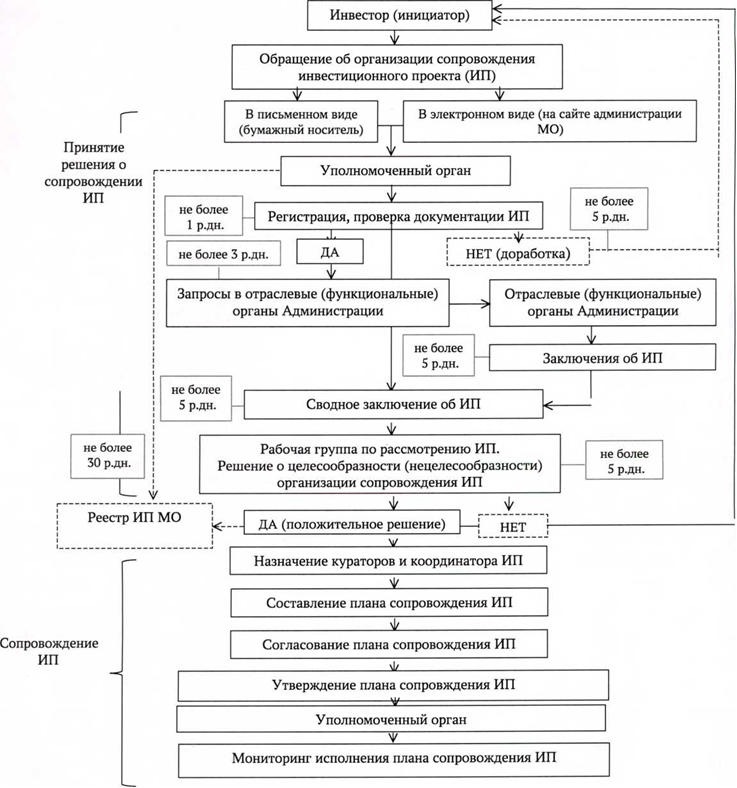 Инвестор (инициатор)
Обращение об организации сопровождения
инвестиционного проекта (ИП)
В письменном виде
(бумажный носитель)
В электронном виде (на сайте администрации
МО)
Принятие
решения о
сопровождении
ИП
Уполномоченный орган
не более
1 р.дн.
Регистрация, проверка документации ИП
не более
5 р.дн.
не более 3 р.дн.
ДА
НЕТ (доработка)
Запросы в отраслевые (функциональные)
органы Администрации
Отраслевые (функциональные)
органы Администрации
не более
5 р.дн.
Заключения об ИП
не более
5 р.дн.
Сводное заключение об ИП
не более
30 р.дн.
Рабочая группа по рассмотрению ИП.
Решение о целесообразности (нецелесообразности)
организации сопровождения ИП
не более
5 р.дн.
Реестр ИП МО
ДА (положительное решение)
НЕТ
Назначение кураторов и координатора ИП
Составление плана сопровождения ИП
Сопровождение
ИП
Согласование плана сопровождения ИП
Утверждение плана сопрвождения ИП
Уполномоченный орган
Мониторинг исполнения плана сопровождения ИП